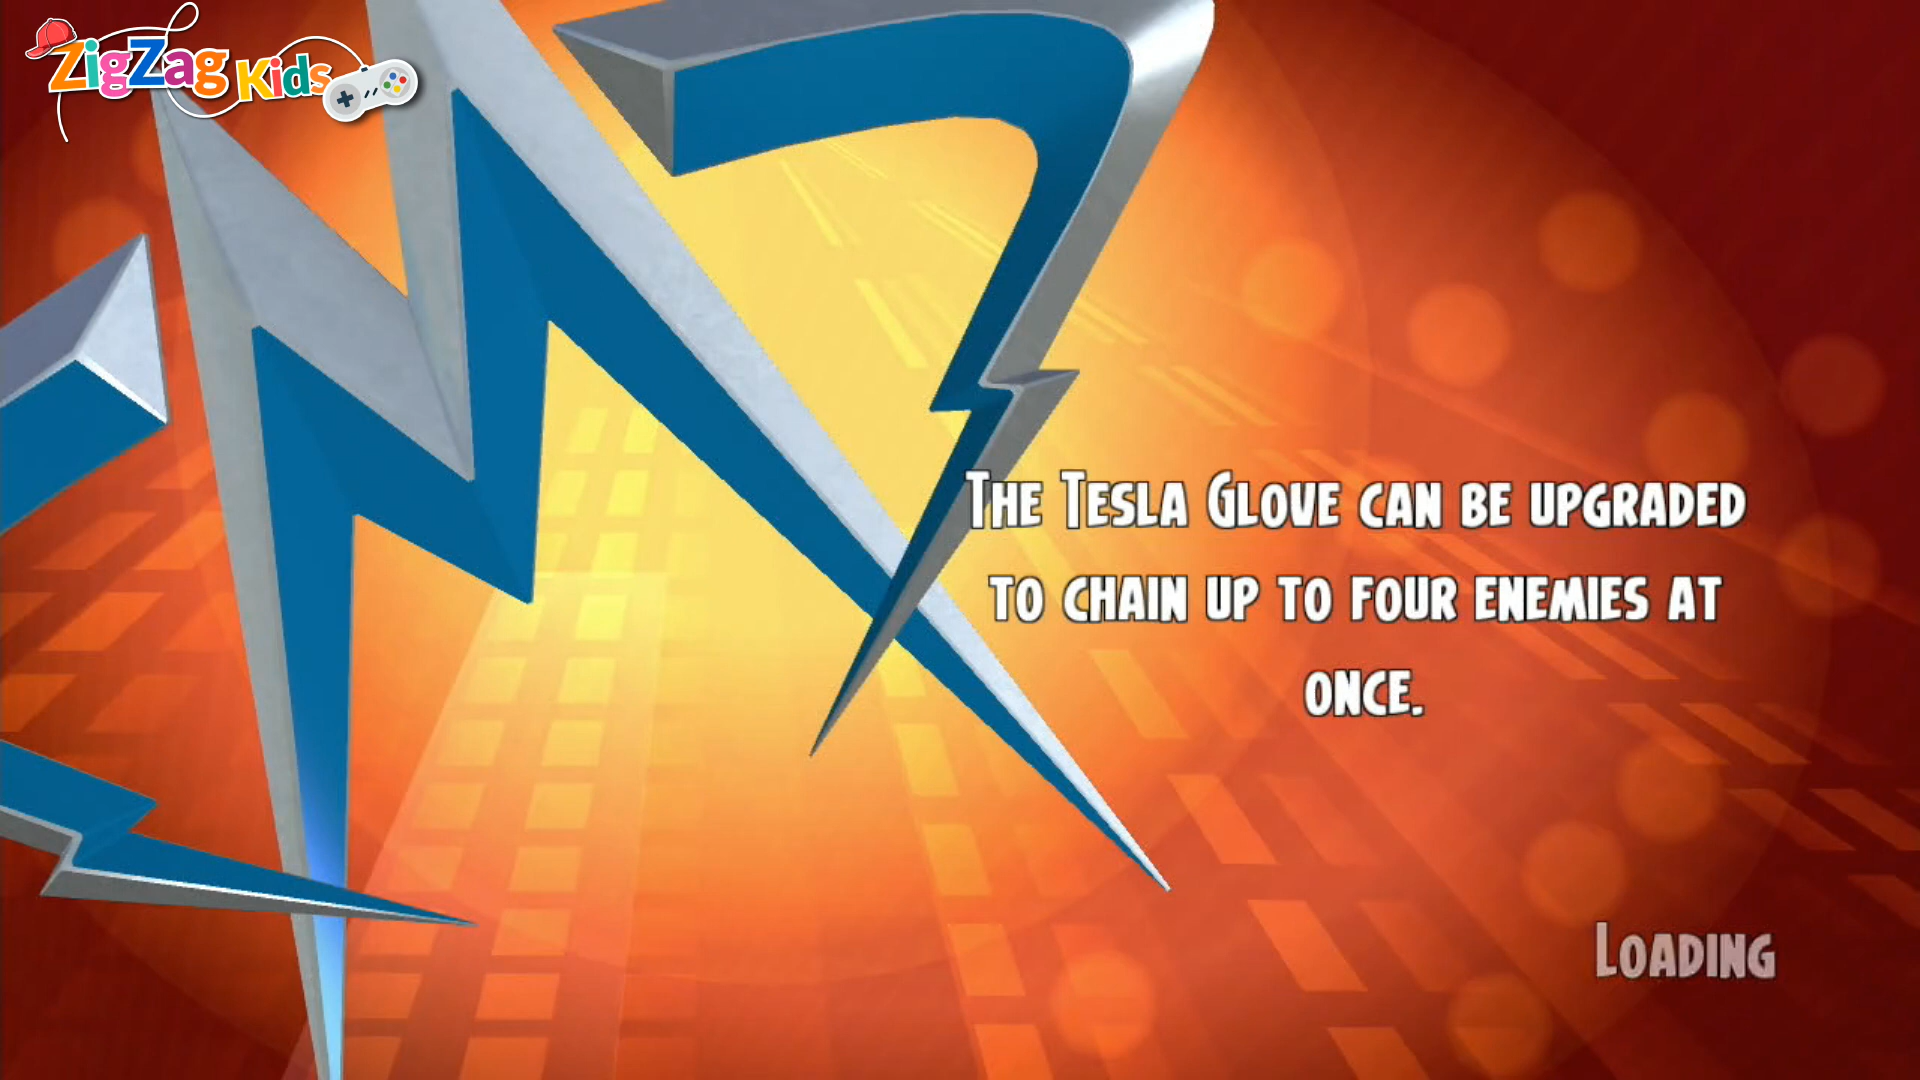 ZigZag Kids
The Tesla Glove can be upgraded
to chain up to four enemies at
once.
Loading